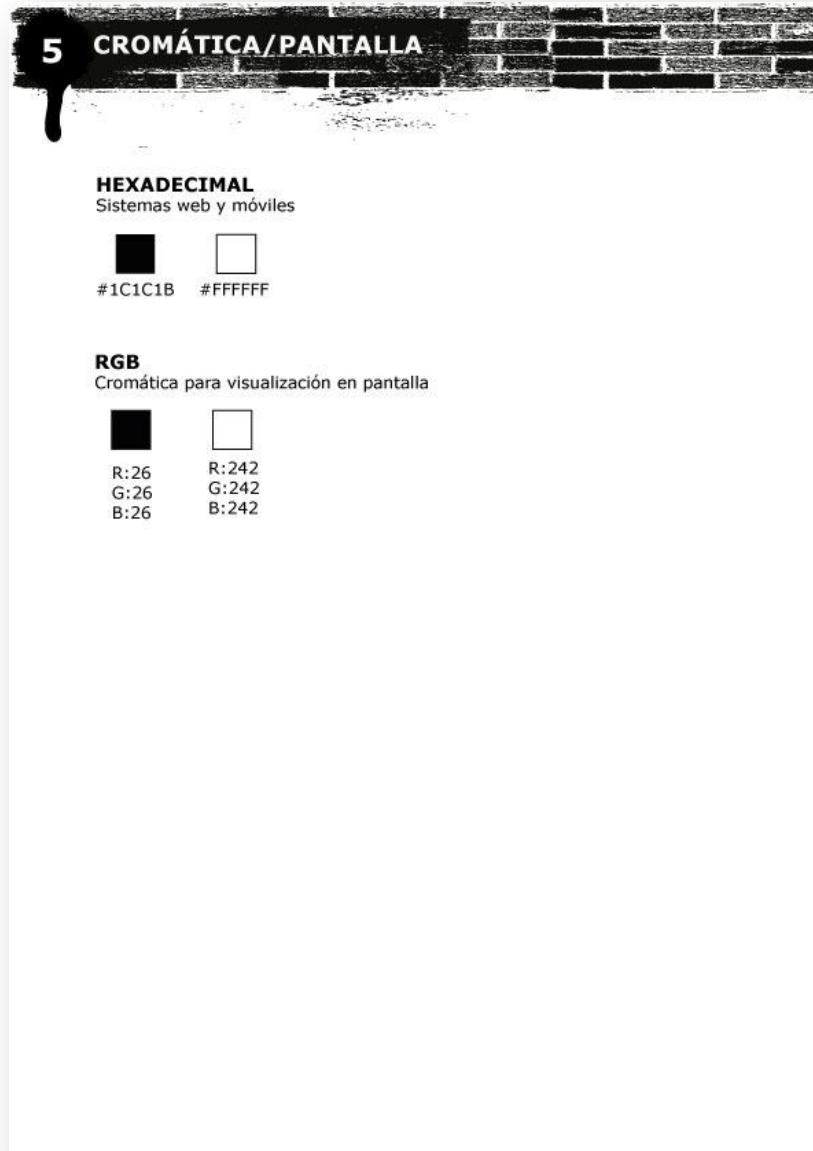 5 CROMÁTICA/PANTALLA
HEXADECIMAL
Sistemas web y móviles
#1C1C1B #FFFFFF
RGB
Cromática para visualización en pantalla
R:26 R:242
G:26 G:242
B:26 B:242